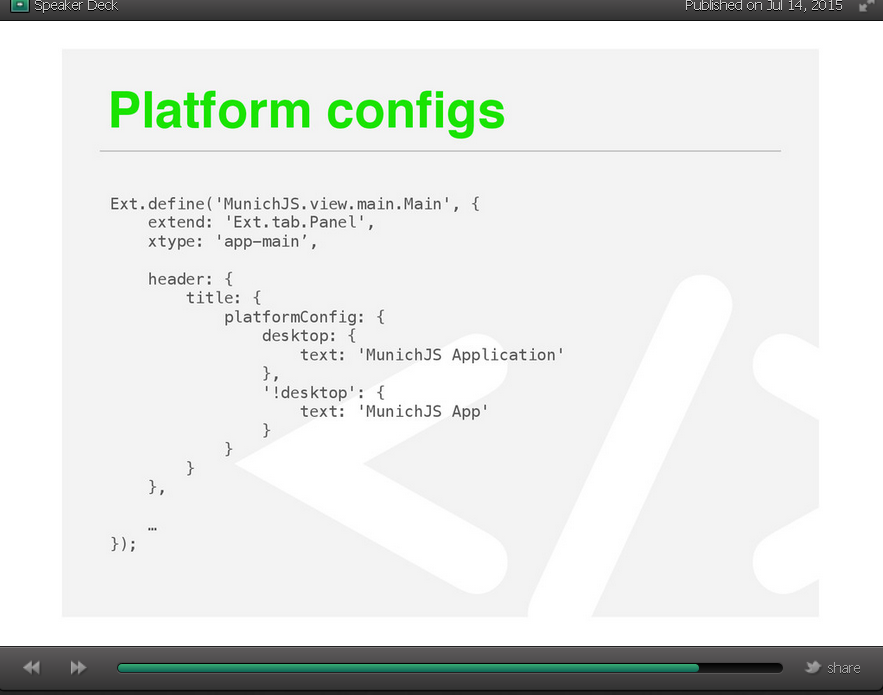 Speaker Deck
Published on Jul 14, 2015
Platform configs
Ext.define('MunichJS.view.main.Main', {
    extend: 'Ext.tab.Panel',
    xtype: 'app-main’,
    header: {
        title: {
            platformConfig: {
                desktop: {
                    text: 'MunichJS Application'
                },
                '!desktop': {
                    text: 'MunichJS App'
                }
            }
        }
    },
    …
});
share